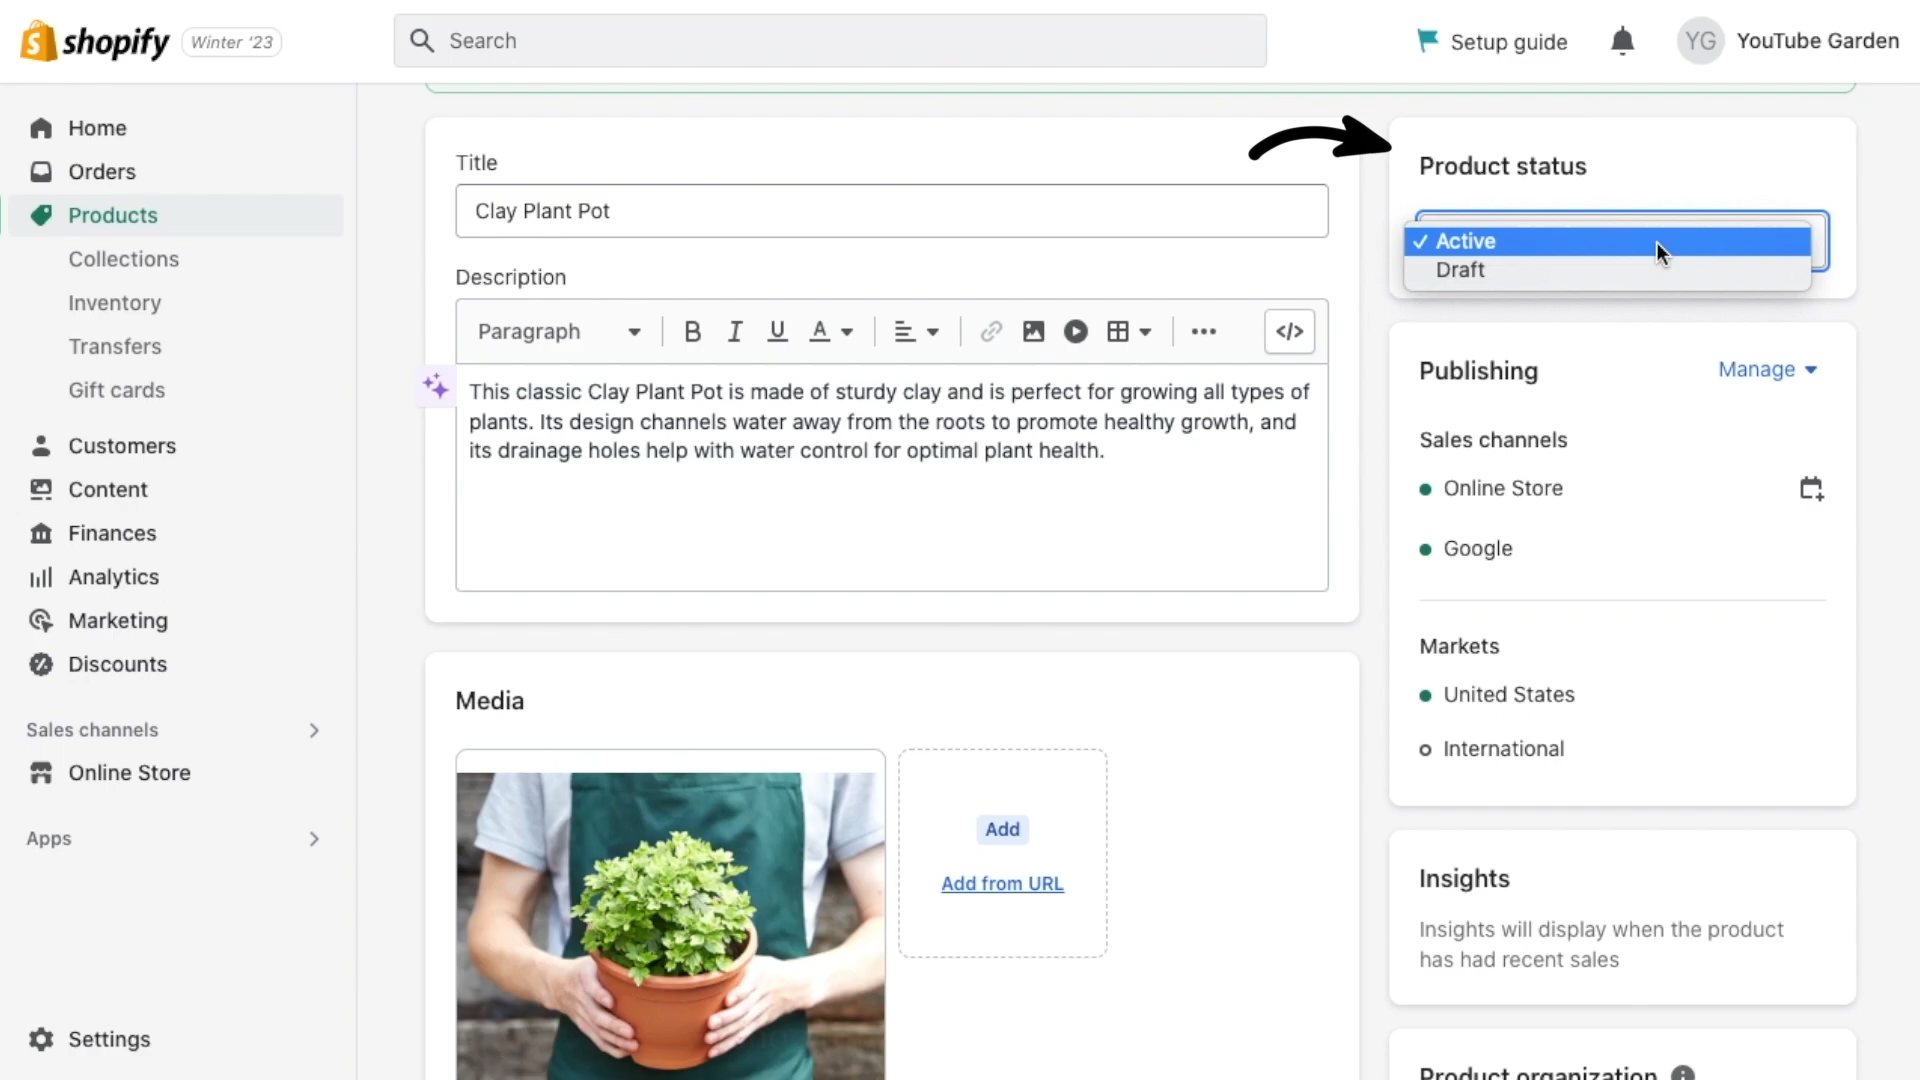 shopify
Winter '23
Search
Setup guide
YG
YouTube Garden
Home
Orders
Products
Collections
Inventory
Transfers
Gift cards
Customers
Content
Finances
Analytics
Marketing
Discounts
Sales channels
Online Store
Apps
Settings
Title
Clay Plant Pot
Description
Paragraph
B I U A
</>
This classic Clay Plant Pot is made of sturdy clay and is perfect for growing all types of
plants. Its design channels water away from the roots to promote healthy growth, and
its drainage holes help with water control for optimal plant health.
Media
Add
Add from URL
Product status
✓ Active
Draft
Publishing
Manage
Sales channels
Online Store
Google
Markets
United States
International
Insights
Insights will display when the product
has had recent sales
Product organization